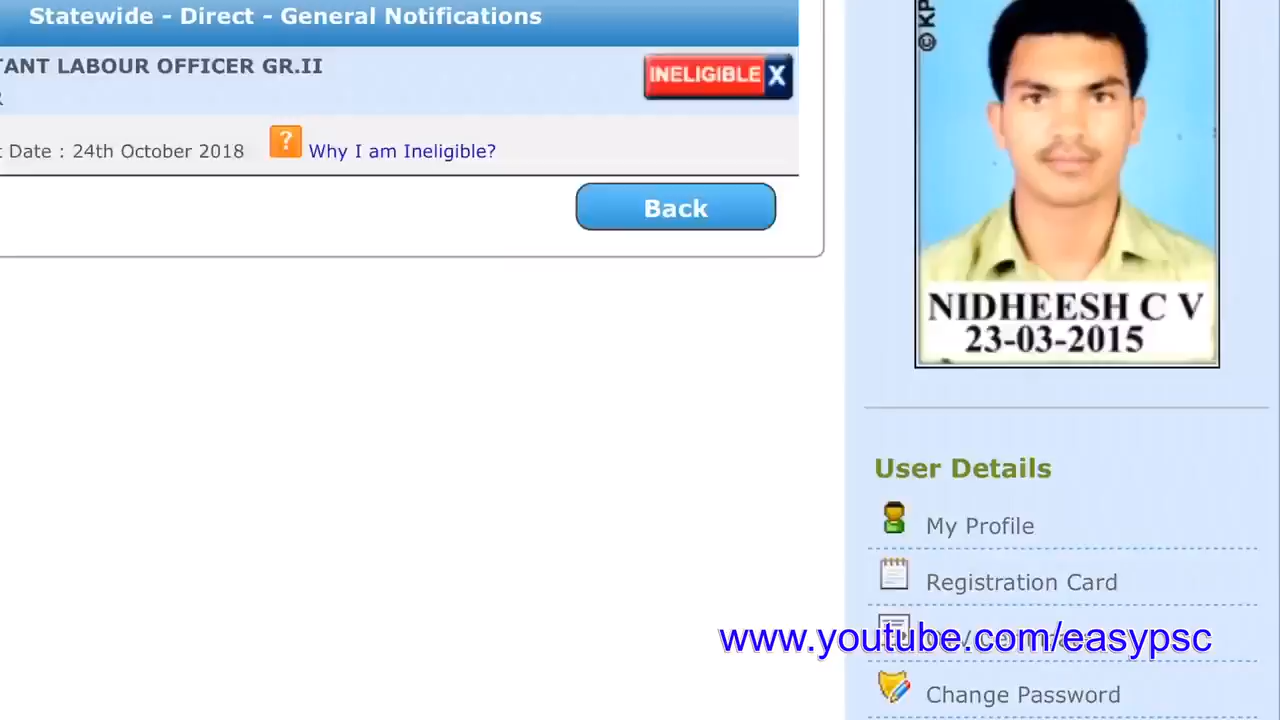 Statewide - Direct - General Notifications
TANT LABOUR OFFICER GR.II
R
INELIGIBLE X
t Date : 24th October 2018
?
Why I am Ineligible?
Back
© KP
NIDHEESH C V
23-03-2015
User Details
My Profile
Registration Card
www.youtube.com/easypsc
Change Password